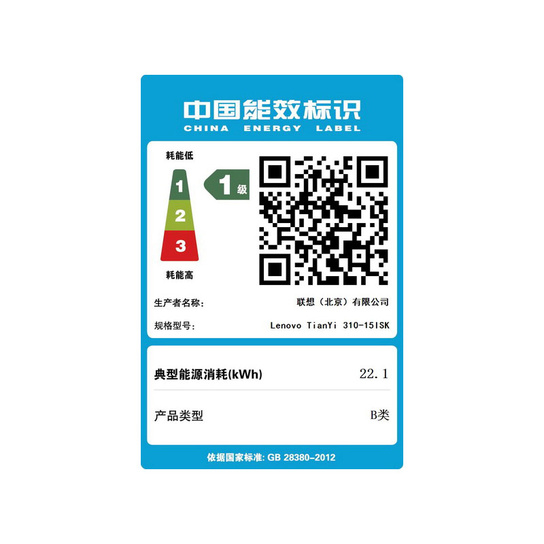 中国能效标识
CHINA ENERGY LABEL
耗能低
1
2
3
耗能高
1级
生产者名称： 联想（北京）有限公司
规格型号： Lenovo TianYi 310-15ISK
典型能源消耗(kWh) 22.1
产品类型 B类
依据国家标准: GB 28380-2012